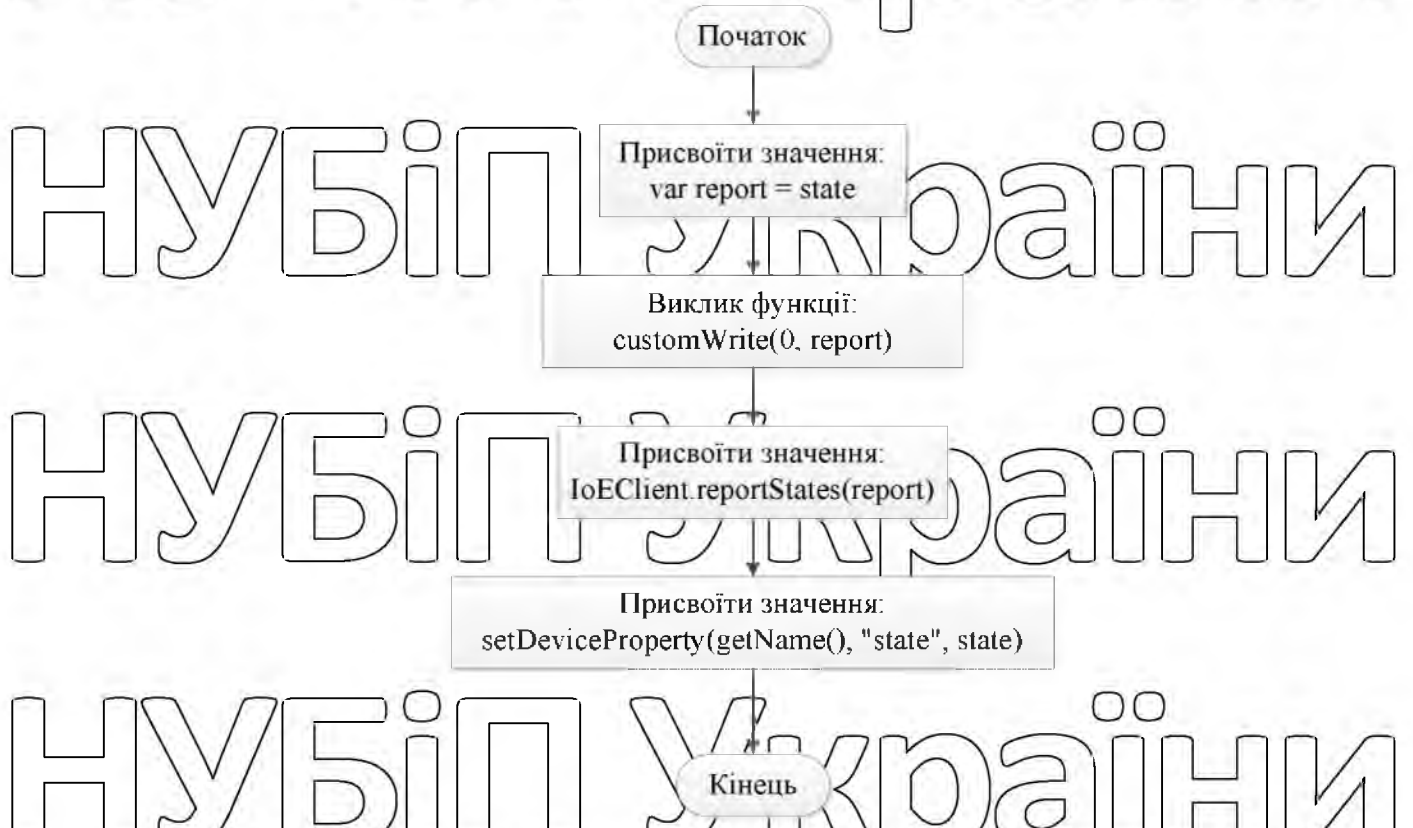 Початок
НУБіП України
Присвоїти значення:
var report = state
Виклик функції:
customWrite(0, report)
НУБіП України
Присвоїти значення:
IoEClient.reportStates(report)
Присвоїти значення:
setDeviceProperty(getName(), "state", state)
НУБіП України
Кінець